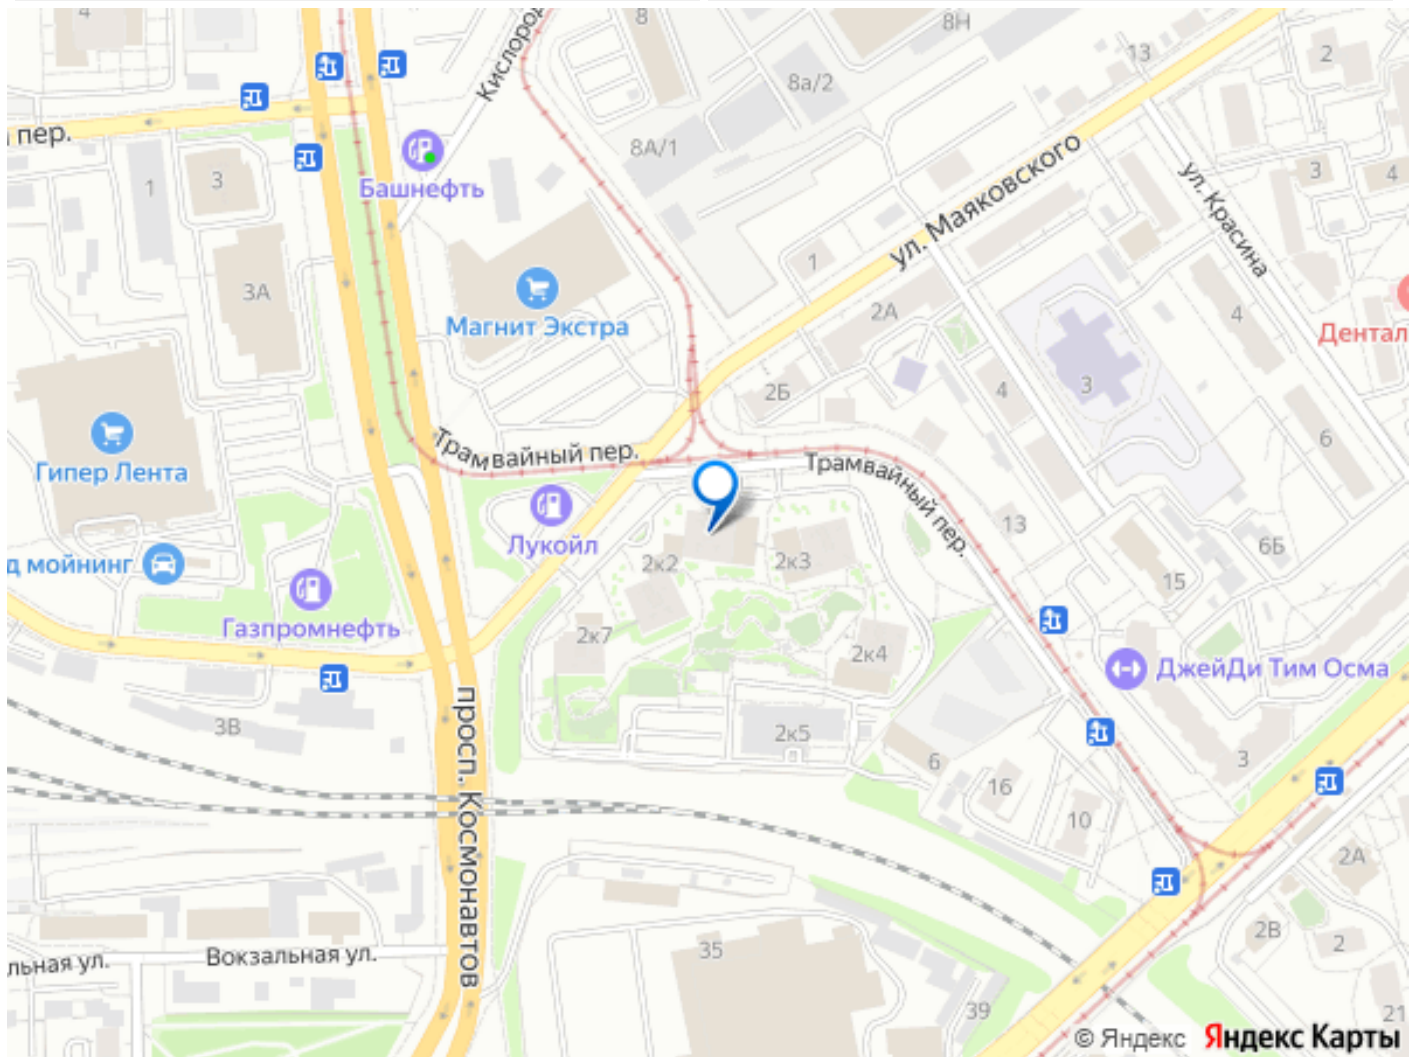 4
8
8Н
Кислород
13
2
8а/2
пер.
8А/1
3
4
1
3
Башнефть
ул. Маяковского
ул. Красина
1
3А
Магнит Экстра
2А
4
Дентал
2Б
4
3
6
Гипер Лента
Трамвайный пер.
Трамвайный пер.
13
Лукойл
д мойнинг
2к2
2к3
6Б
15
Газпромнефть
2к7
2к4
ДжейДи Тим Осма
3В
просп. Космонавтов
2к5
6
16
3
10
2А
35
2В
2
льная ул.
Вокзальная ул.
39
21
© Яндекс Яндекс Карты